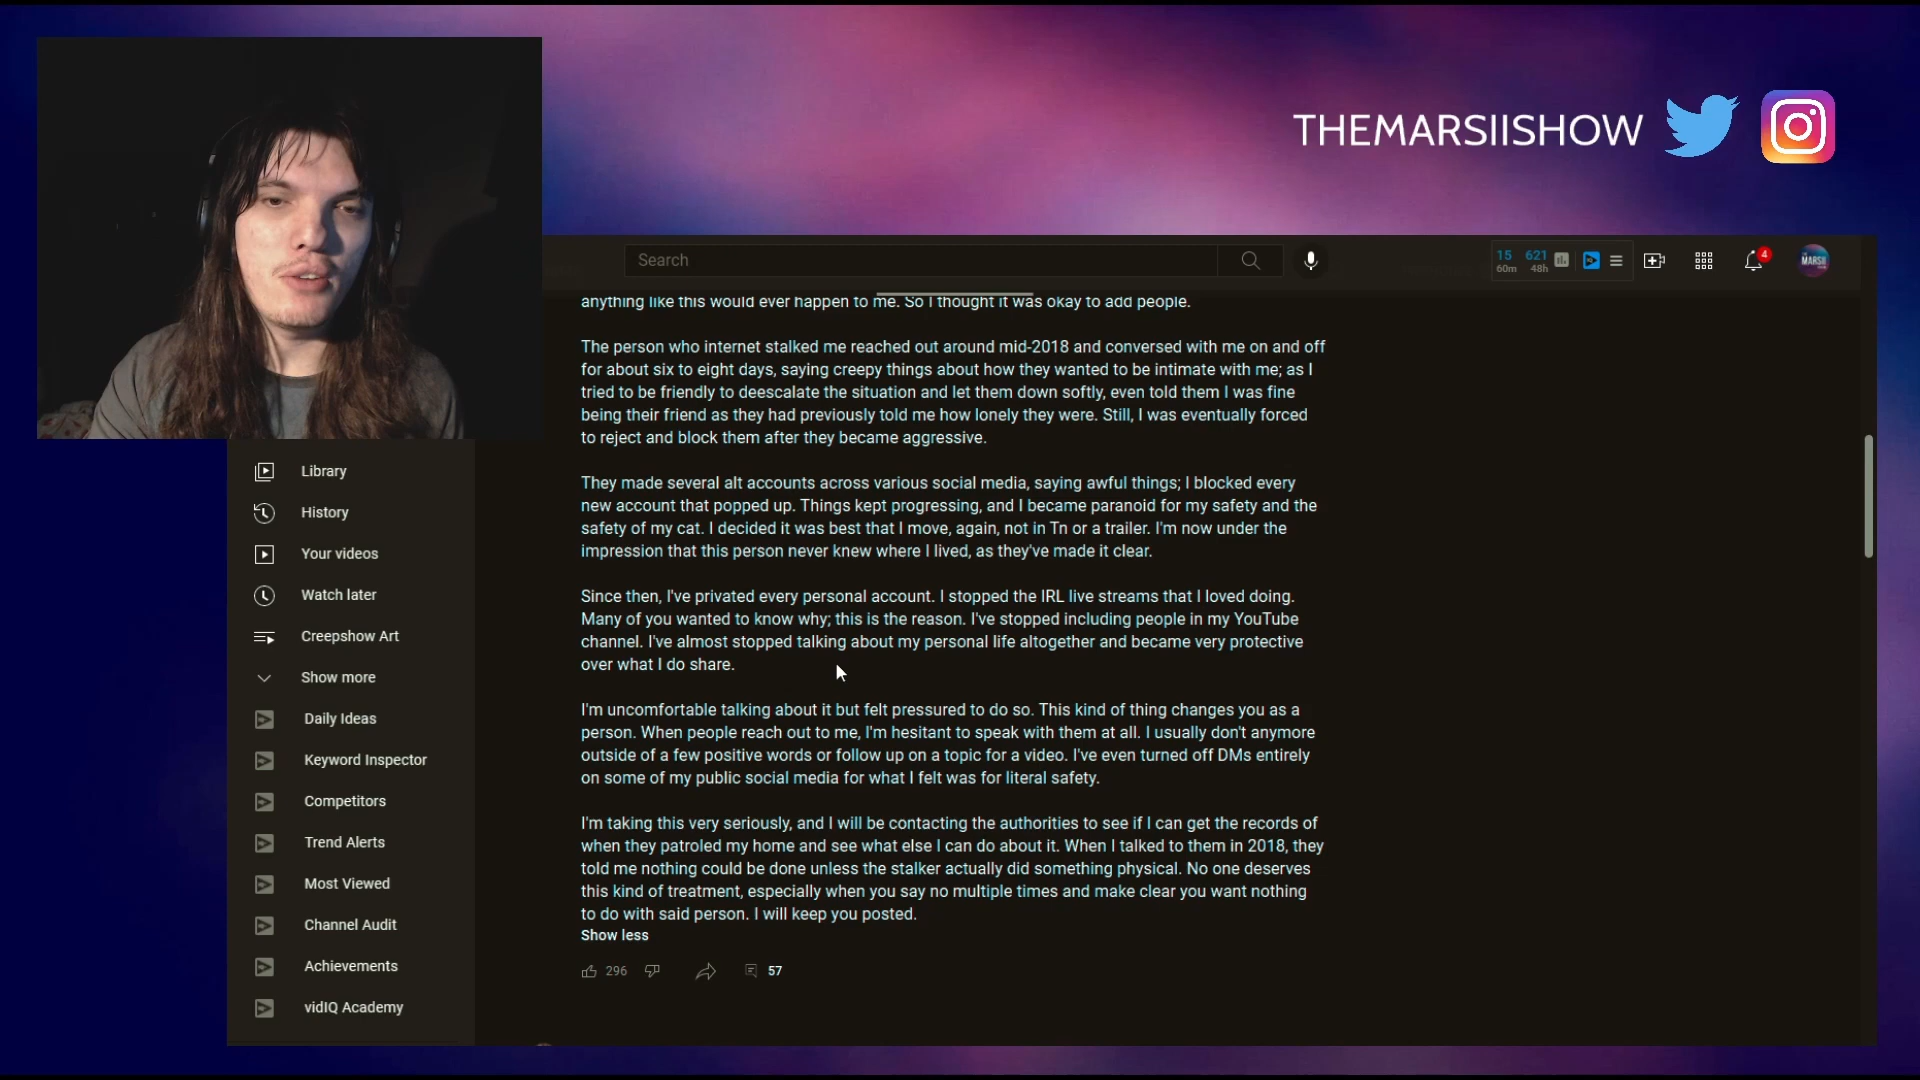 THEMARSIISHOW
Search
15 621
60m 48h
4
MARSII
anything like this would ever happen to me. So I thought it was okay to add people.
The person who internet stalked me reached out around mid-2018 and conversed with me on and off
for about six to eight days, saying creepy things about how they wanted to be intimate with me; as I
tried to be friendly to deescalate the situation and let them down softly, even told them I was fine
being their friend as they had previously told me how lonely they were. Still, I was eventually forced
to reject and block them after they became aggressive.
They made several alt accounts across various social media, saying awful things; I blocked every
new account that popped up. Things kept progressing, and I became paranoid for my safety and the
safety of my cat. I decided it was best that I move, again, not in Tn or a trailer. I'm now under the
impression that this person never knew where I lived, as they've made it clear.
Since then, I've privated every personal account. I stopped the IRL live streams that I loved doing.
Many of you wanted to know why; this is the reason. I've stopped including people in my YouTube
channel. I've almost stopped talking about my personal life altogether and became very protective
over what I do share.
I'm uncomfortable talking about it but felt pressured to do so. This kind of thing changes you as a
person. When people reach out to me, I'm hesitant to speak with them at all. I usually don't anymore
outside of a few positive words or follow up on a topic for a video. I've even turned off DMs entirely
on some of my public social media for what I felt was for literal safety.
I'm taking this very seriously, and I will be contacting the authorities to see if I can get the records of
when they patroled my home and see what else I can do about it. When I talked to them in 2018, they
told me nothing could be done unless the stalker actually did something physical. No one deserves
this kind of treatment, especially when you say no multiple times and make clear you want nothing
to do with said person. I will keep you posted.
Show less
296
57
Library
History
Your videos
Watch later
Creepshow Art
Show more
Daily Ideas
Keyword Inspector
Competitors
Trend Alerts
Most Viewed
Channel Audit
Achievements
vidIQ Academy